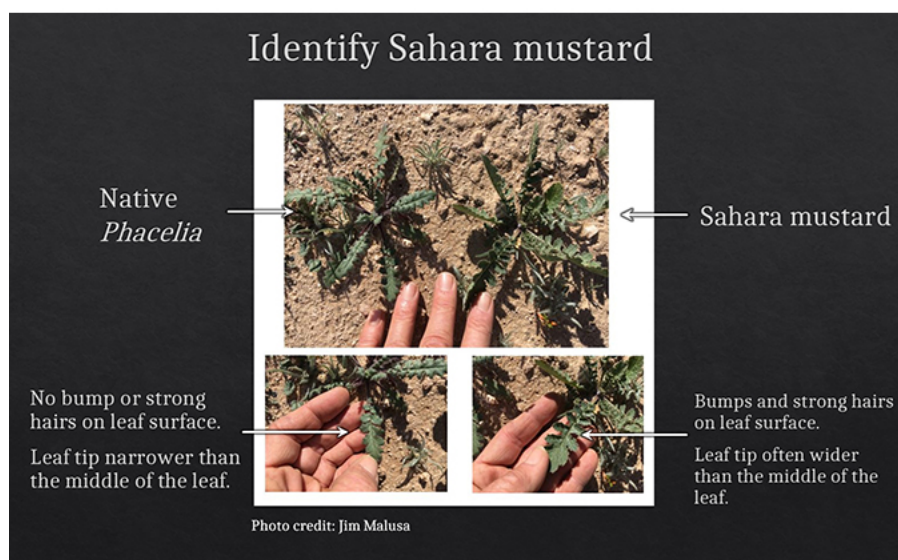 Identify Sahara mustard
Native
Phacelia
Sahara mustard
No bump or strong
hairs on leaf surface.
Leaf tip narrower than
the middle of the leaf.
Bumps and strong hairs
on leaf surface.
Leaf tip often wider
than the middle of the
leaf.
Photo credit: Jim Malusa